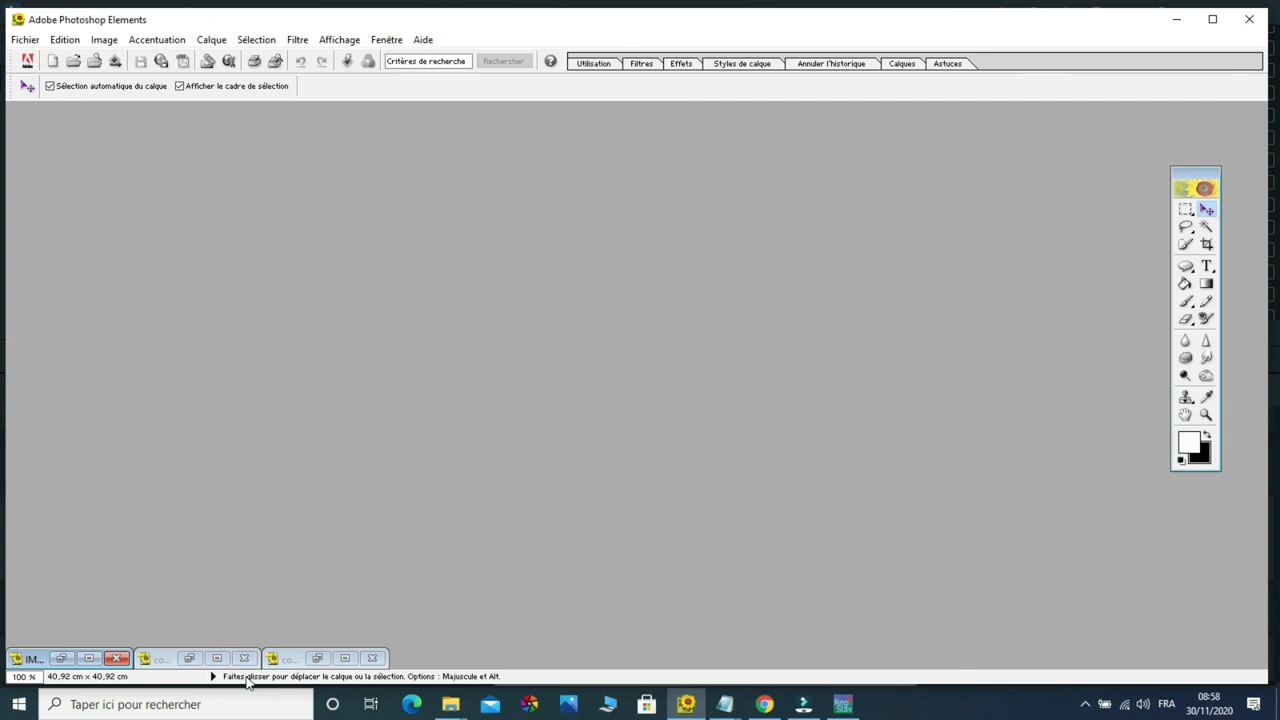 Adobe Photoshop Elements
Fichier Edition Image Accentuation Calque Sélection Filtre Affichage Fenêtre Aide
Critères de recherche Rechercher Utilisation Filtres Effets Styles de calque Annuler l'historique Calques Astuces
Sélection automatique du calque Afficher le cadre de sélection
T
IM... co... co...
100 % 40,92 cm x 40,92 cm Faites glisser pour déplacer le calque ou la sélection. Options : Majuscule et Alt.
Taper ici pour rechercher FRA 08:58
30/11/2020